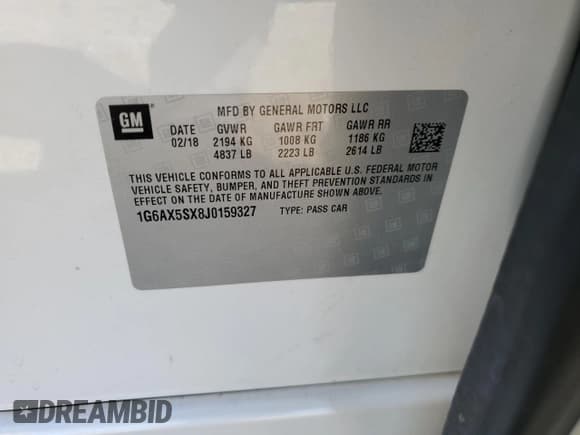 GM
MFD BY GENERAL MOTORS LLC
DATE GVWR GAWR FRT GAWR RR
02/18 2194 KG 1008 KG 1186 KG
4837 LB 2223 LB 2614 LB
THIS VEHICLE CONFORMS TO ALL APPLICABLE U.S. FEDERAL MOTOR
VEHICLE SAFETY, BUMPER, AND THEFT PREVENTION STANDARDS IN
EFFECT ON THE DATE OF MANUFACTURE SHOWN ABOVE.
1G6AX5SX8J0159327 TYPE: PASS CAR
DREAMBID